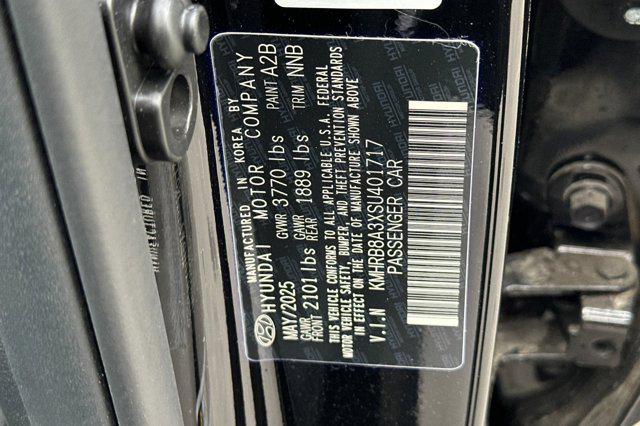 MANUFACTURED IN KOREA BY
HYUNDAI MOTOR COMPANY
MAY/2025 GVWR 3770 lbs PAINT A2B
GAWR FRONT 2101 lbs GAWR REAR 1889 lbs TRIM NNB
THIS VEHICLE CONFORMS TO ALL APPLICABLE U.S.A. FEDERAL
MOTOR VEHICLE SAFETY, BUMPER, AND THEFT PREVENTION STANDARDS
IN EFFECT ON THE DATE OF MANUFACTURE SHOWN ABOVE
V.I.N KMHRB8A3XSU401717
PASSENGER CAR